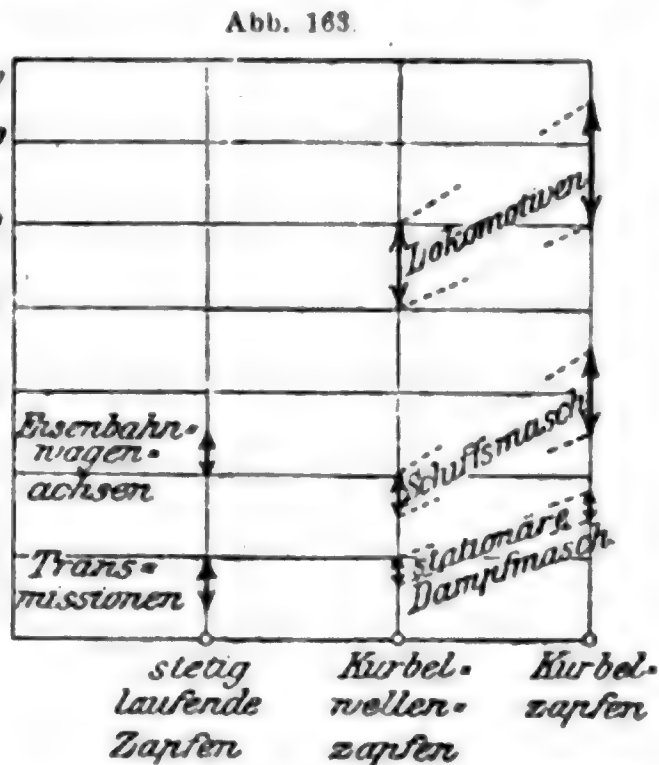 Abb. 163.
Lokomotiven
Eisenbahn=
wagen=
achsen
Schiffsmasch.
stationäre
Dampfmasch.
Trans=
missionen
stetig
laufende
Zapfen
Kurbel=
wellen=
zapfen
Kurbel=
zapfen